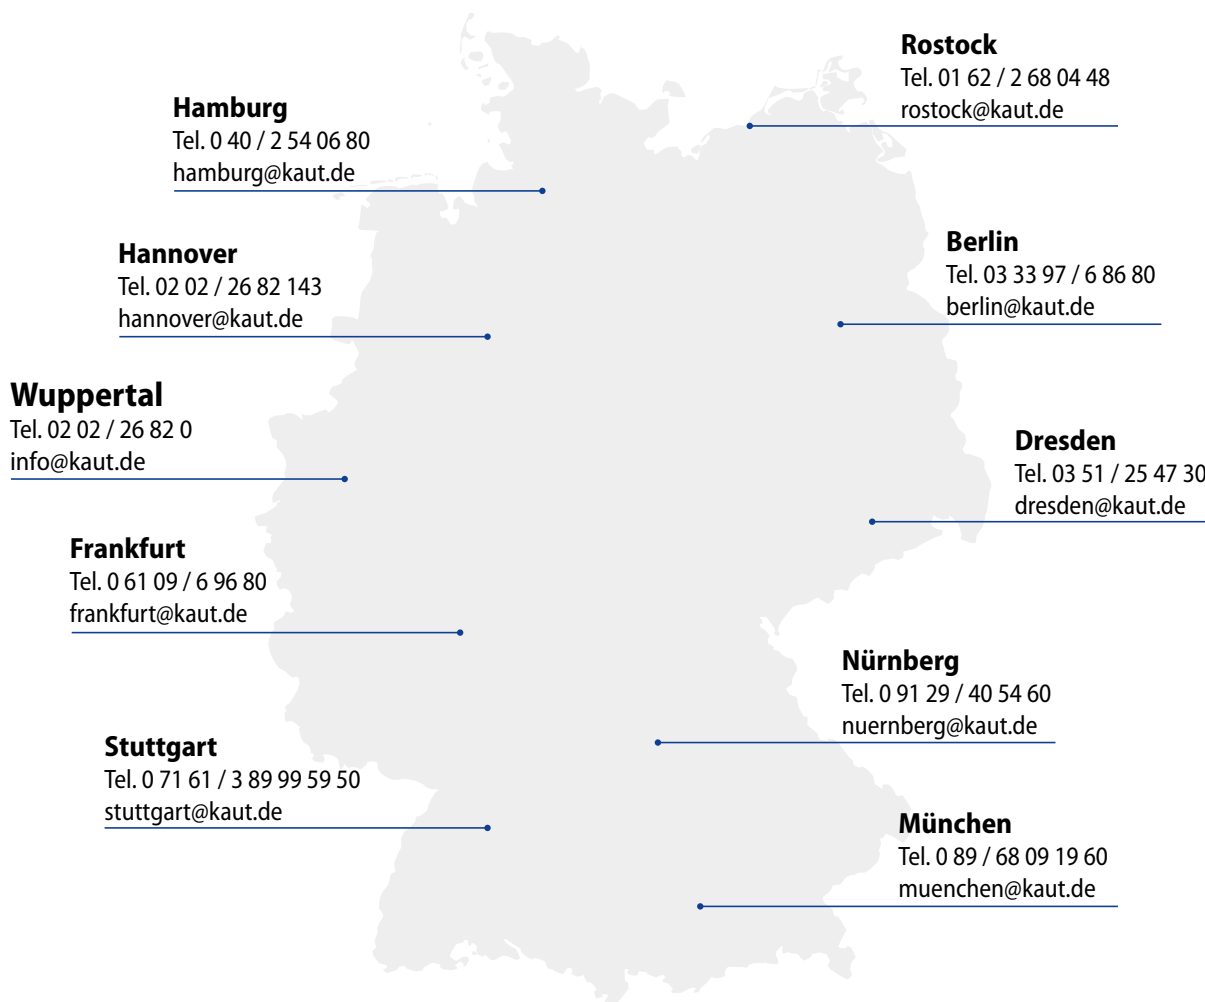 Rostock
Tel. 01 62 / 2 68 04 48
rostock@kaut.de
Hamburg
Tel. 0 40 / 2 54 06 80
hamburg@kaut.de
Berlin
Tel. 03 33 97 / 6 86 80
berlin@kaut.de
Hannover
Tel. 02 02 / 26 82 143
hannover@kaut.de
Wuppertal
Tel. 02 02 / 26 82 0
info@kaut.de
Dresden
Tel. 03 51 / 25 47 30
dresden@kaut.de
Frankfurt
Tel. 0 61 09 / 6 96 80
frankfurt@kaut.de
Nürnberg
Tel. 0 91 29 / 40 54 60
nuernberg@kaut.de
Stuttgart
Tel. 0 71 61 / 3 89 99 59 50
stuttgart@kaut.de
München
Tel. 0 89 / 68 09 19 60
muenchen@kaut.de